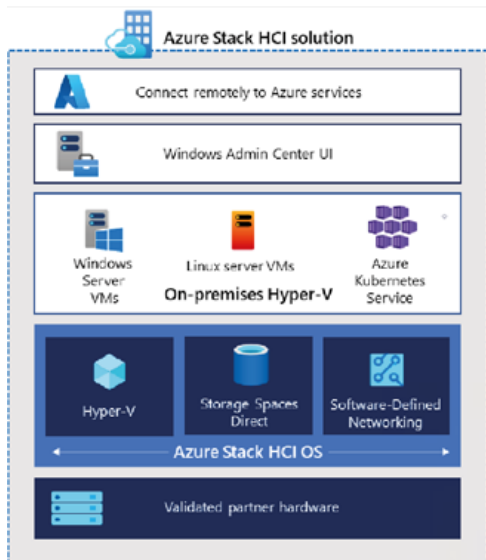 Azure Stack HCI solution
Connect remotely to Azure services
Windows Admin Center UI
Windows
Server
VMs
Linux server VMs
Azure
Kubernetes
Service
On-premises Hyper-V
Hyper-V
Storage Spaces
Direct
Software-Defined
Networking
Azure Stack HCI OS
Validated partner hardware